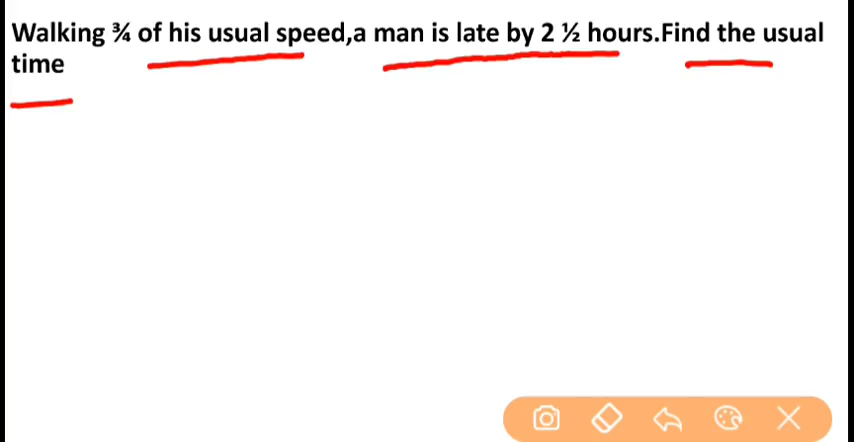 Walking ¾ of his usual speed,a man is late by 2 ½ hours.Find the usual
time